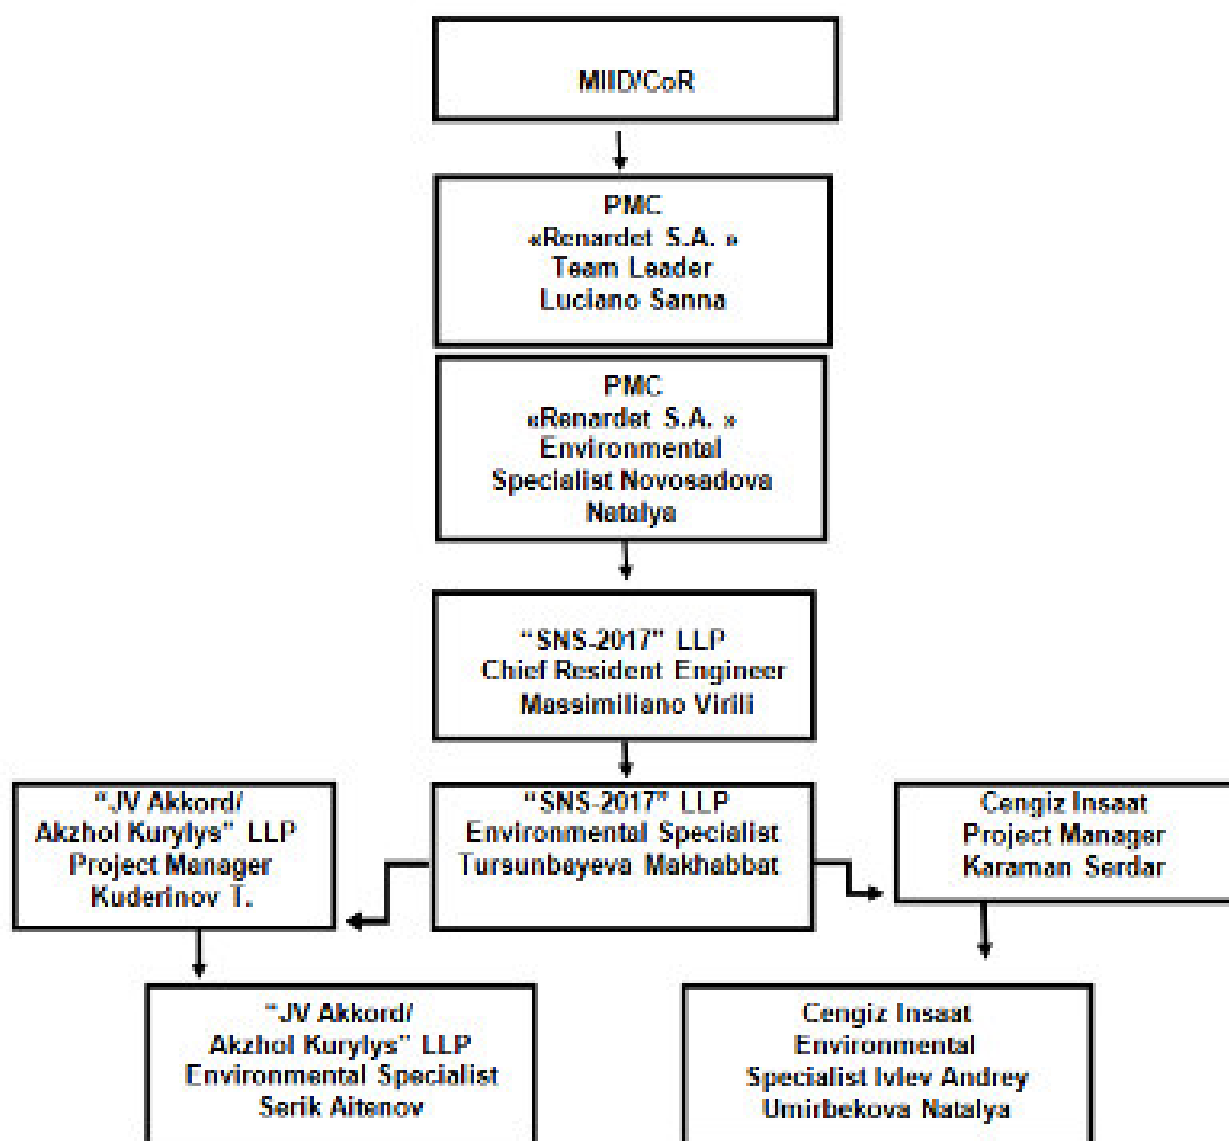 MIID/CoR
PMC
«Renardet S.A. »
Team Leader
Luciano Sanna
PMC
«Renardet S.A. »
Environmental
Specialist Novosadova
Natalya
“SNS-2017” LLP
Chief Resident Engineer
Massimiliano Virili
“JV Akkord/
Akzhol Kurylys” LLP
Project Manager
Kuderinov T.
“SNS-2017” LLP
Environmental Specialist
Tursunbayeva Makhabbat
Cengiz Insaat
Project Manager
Karaman Serdar
“JV Akkord/
Akzhol Kurylys” LLP
Environmental Specialist
Serik Aitenov
Cengiz Insaat
Environmental
Specialist Ivlev Andrey
Umirbekova Natalya